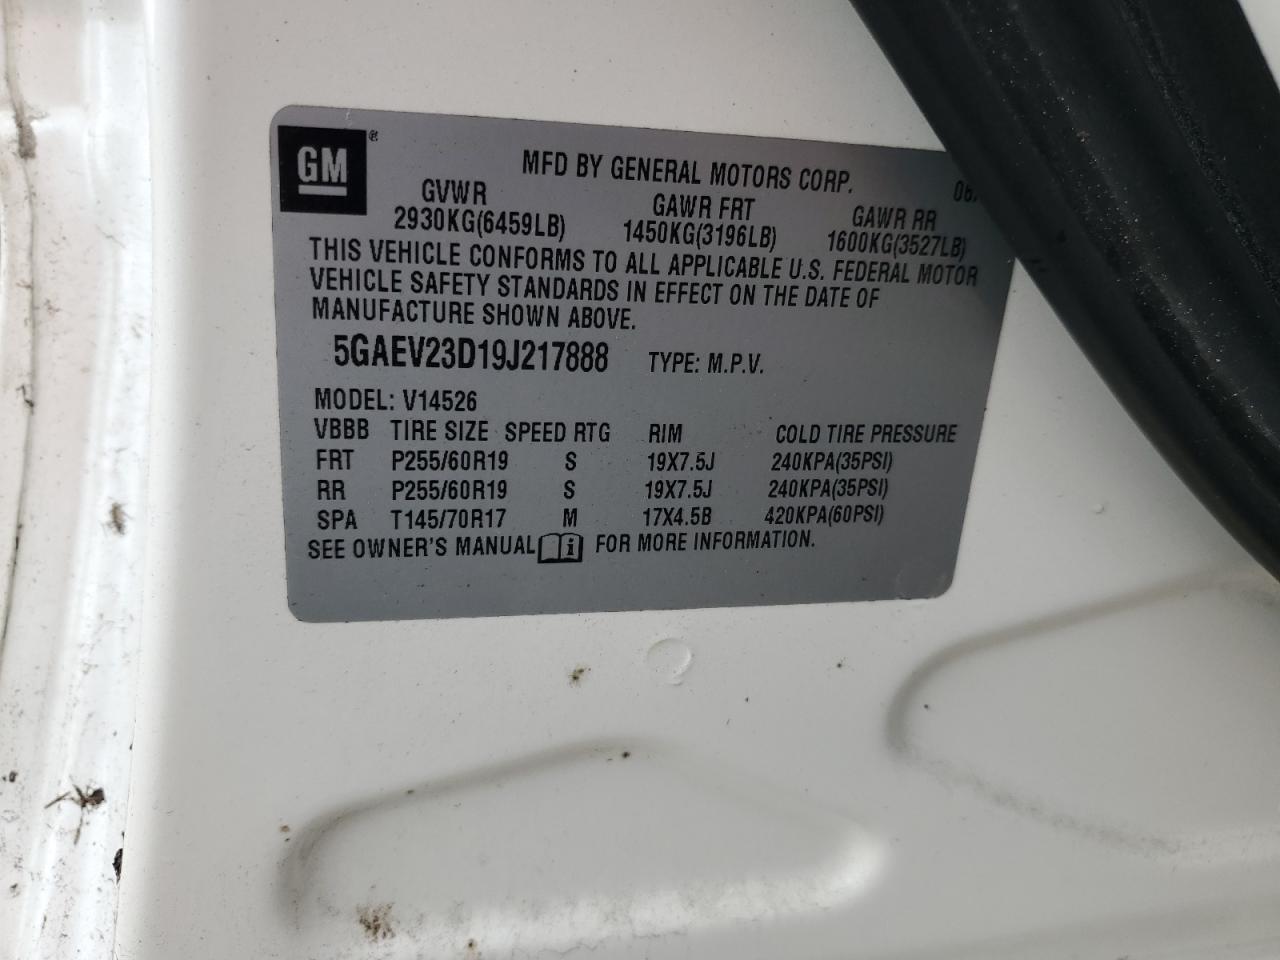 GM ®
MFD BY GENERAL MOTORS CORP.
GVWR GAWR FRT GAWR RR
2930KG(6459LB) 1450KG(3196LB) 1600KG(3527LB)
THIS VEHICLE CONFORMS TO ALL APPLICABLE U.S. FEDERAL MOTOR
VEHICLE SAFETY STANDARDS IN EFFECT ON THE DATE OF
MANUFACTURE SHOWN ABOVE.
5GAEV23D19J217888 TYPE: M.P.V.
MODEL: V14526
VBBB TIRE SIZE SPEED RTG RIM COLD TIRE PRESSURE
FRT P255/60R19 S 19X7.5J 240KPA(35PSI)
RR P255/60R19 S 19X7.5J 240KPA(35PSI)
SPA T145/70R17 M 17X4.5B 420KPA(60PSI)
SEE OWNER'S MANUAL i FOR MORE INFORMATION.